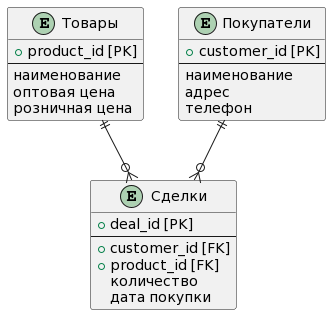 E Товары
product_id [PK]
наименование
оптовая цена
розничная цена
E Покупатели
customer_id [PK]
наименование
адрес
телефон
E Сделки
deal_id [PK]
customer_id [FK]
product_id [FK]
количество
дата покупки